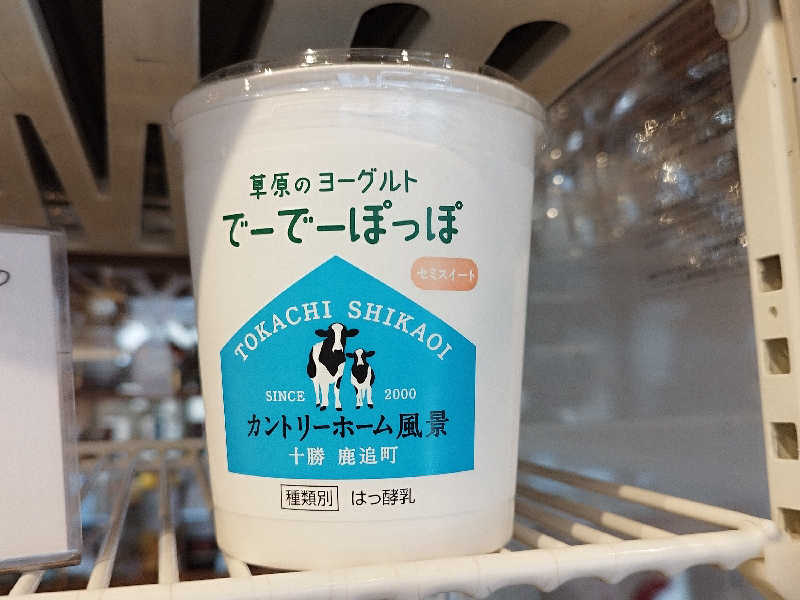 草原のヨーグルト
でーでーぽっぽ
セミスイート
TOKACHI SHIKAOI
SINCE 2000
カントリーホーム風景
十勝 鹿追町
種類別 はっ酵乳